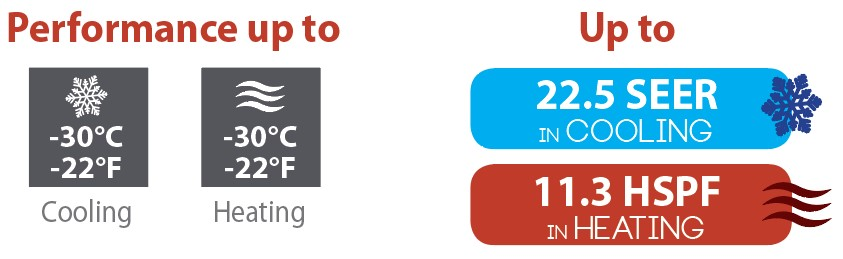 Performance up to
-30°C
-22°F
Cooling
-30°C
-22°F
Heating
Up to
22.5 SEER
IN COOLING
11.3 HSPF
IN HEATING